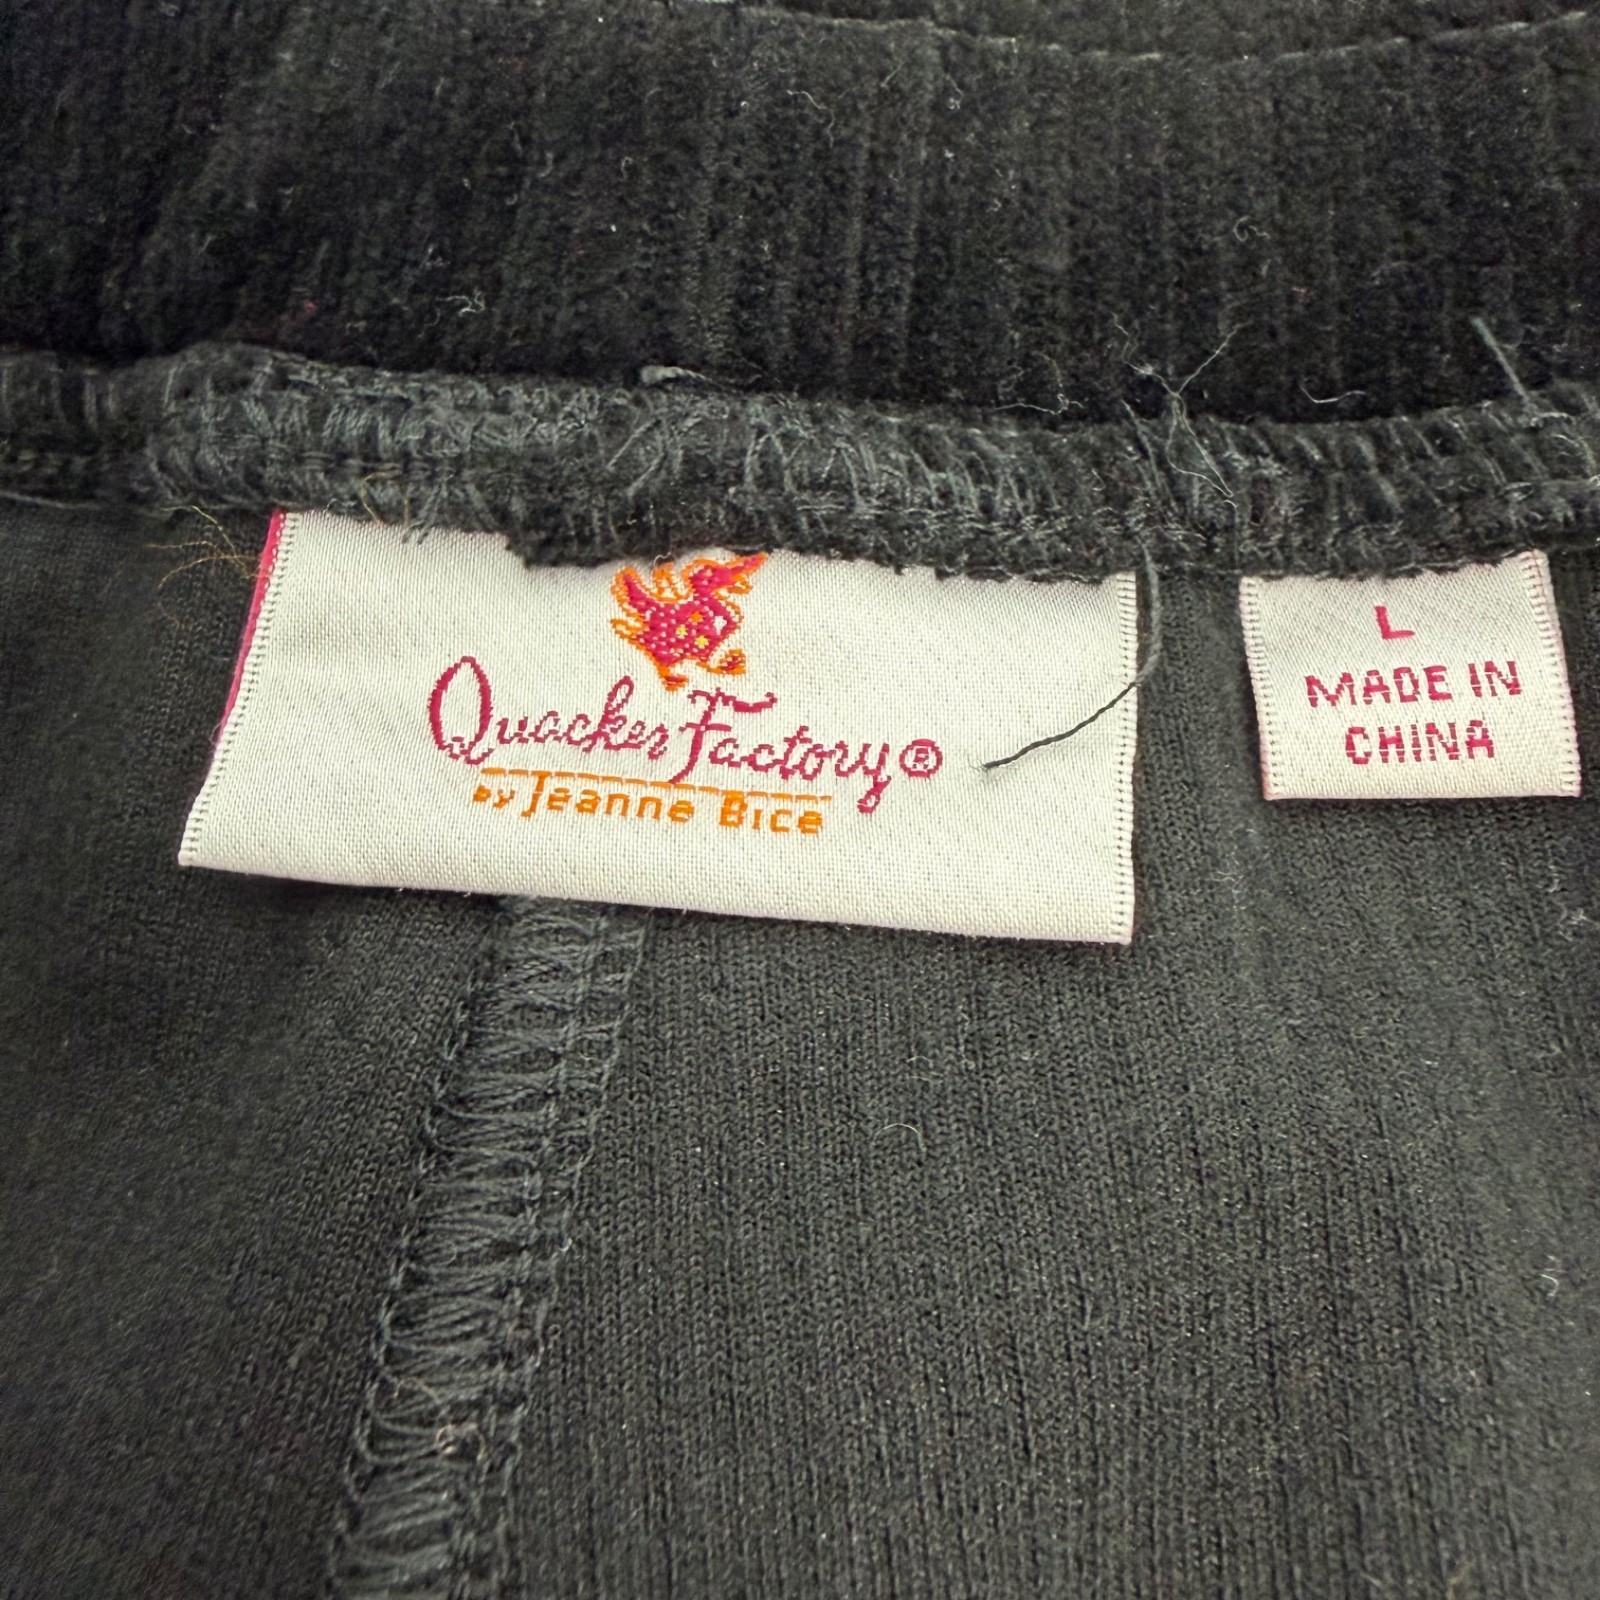 Quacker Factory®
by Jeanne Bice
L
MADE IN
CHINA